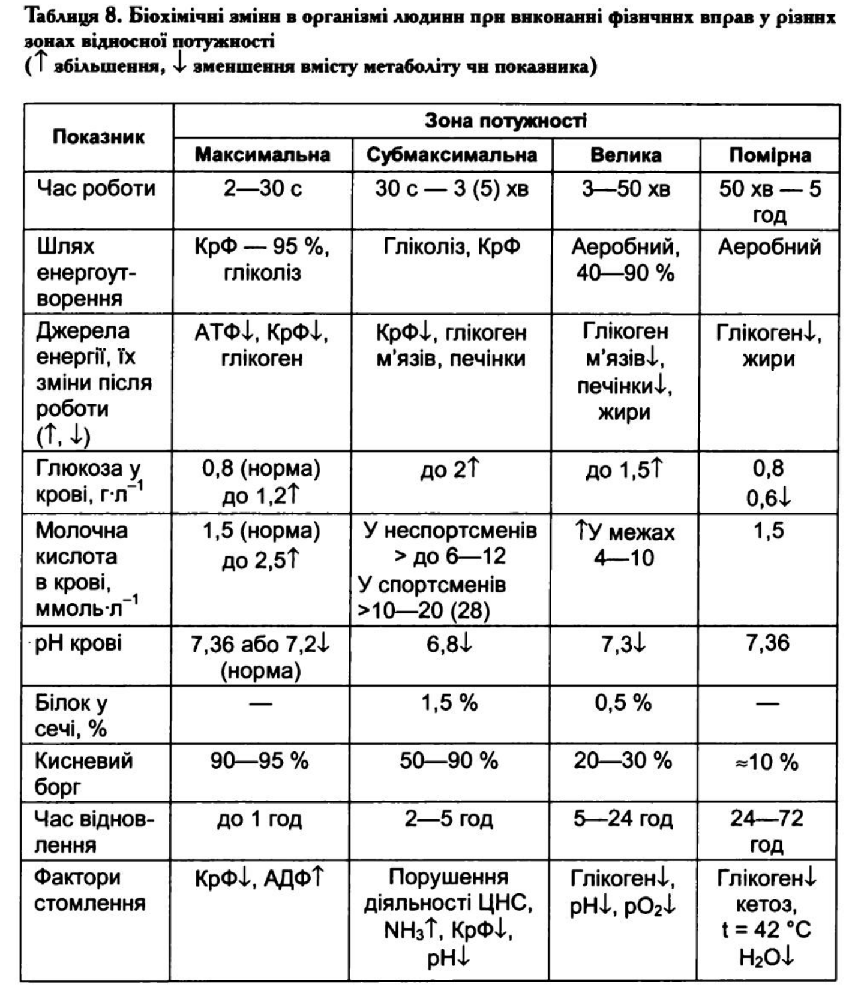 Таблиця 8. Біохімічні зміни в організмі людини при виконанні фізичних вправ у різних
зонах відносної потужності
(↑ збільшення, ↓ зменшення вмісту метаболіту чи показника)
Показник
Зона потужності
Максимальна
Субмаксимальна
Велика
Помірна
Час роботи
2—30 с
30 с — 3 (5) хв
3—50 хв
50 хв — 5
год
Шлях
енергоут-
ворення
КрФ — 95 %,
гліколіз
Гліколіз, КрФ
Аеробний,
40—90 %
Аеробний
Джерела
енергії, їх
зміни після
роботи
(↑, ↓)
АТФ↓, КрФ↓,
глікоген
КрФ↓, глікоген
м'язів, печінки
Глікоген
м'язів↓,
печінки↓,
жири
Глікоген↓,
жири
Глюкоза у
крові, г·л⁻¹
0,8 (норма)
до 1,2↑
до 2↑
до 1,5↑
0,8
0,6↓
Молочна
кислота
в крові,
ммоль·л⁻¹
1,5 (норма)
до 2,5↑
У неспортсменів
> до 6—12
У спортсменів
>10—20 (28)
↑У межах
4—10
1,5
pH крові
7,36 або 7,2↓
(норма)
6,8↓
7,3↓
7,36
Білок у
сечі, %
—
1,5 %
0,5 %
—
Кисневий
борг
90—95 %
50—90 %
20—30 %
≈10 %
Час віднов-
лення
до 1 год
2—5 год
5—24 год
24—72
год
Фактори
стомлення
КрФ↓, АДФ↑
Порушення
діяльності ЦНС,
NH₃↑, КрФ↓,
pH↓
Глікоген↓,
pH↓, pO₂↓
Глікоген↓
кетоз,
t = 42 °C
H₂O↓